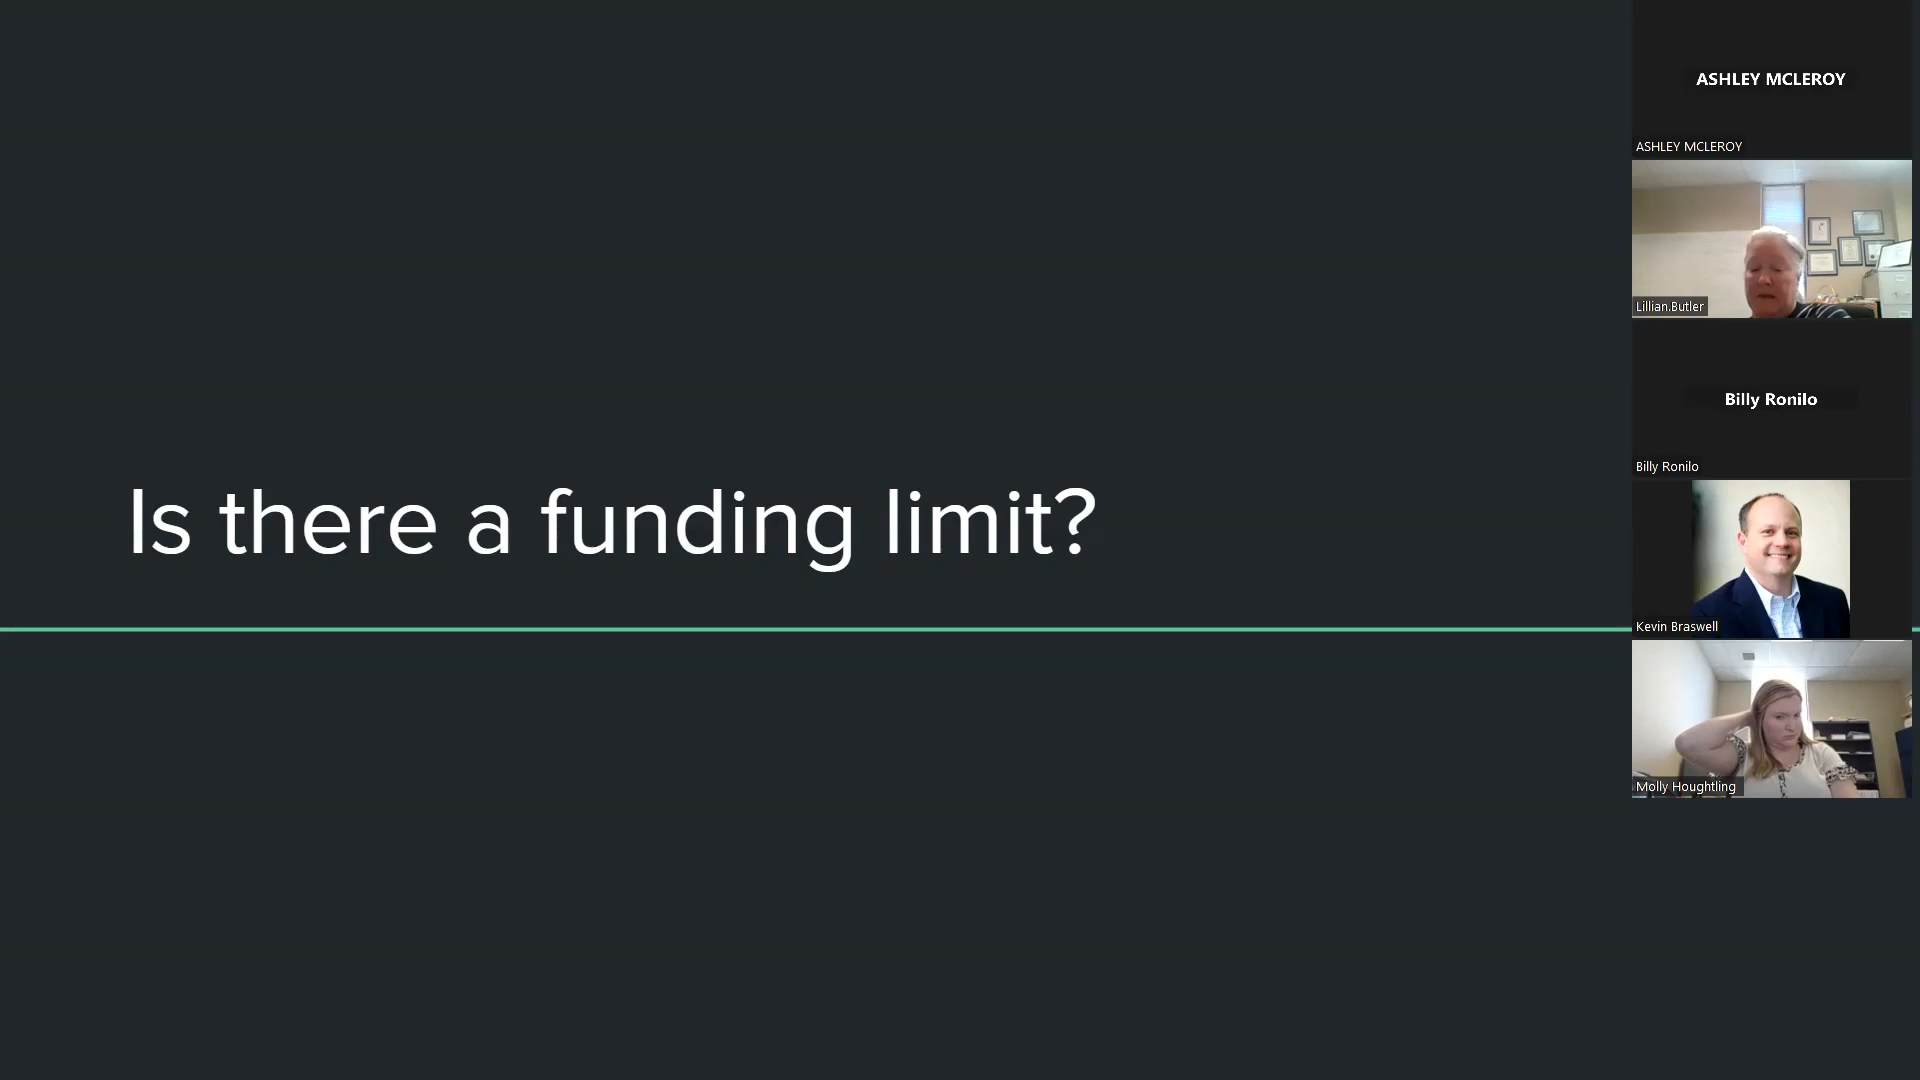 Is there a funding limit?
ASHLEY MCLEROY
ASHLEY MCLEROY
Lillian.Butler
Billy Ronilo
Billy Ronilo
Kevin Braswell
Molly Houghtling